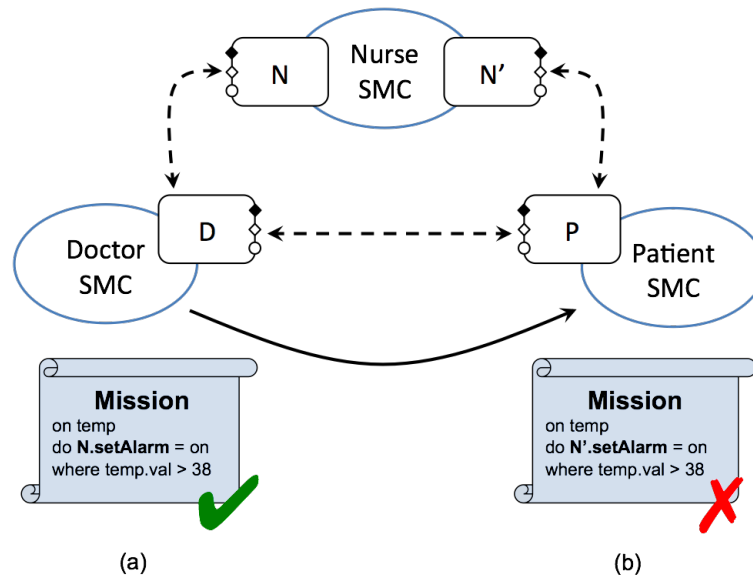 N
Nurse
SMC
N’
D
Doctor
SMC
P
Patient
SMC
Mission
on temp
do N.setAlarm = on
where temp.val > 38
Mission
on temp
do N’.setAlarm = on
where temp.val > 38
(a)
(b)